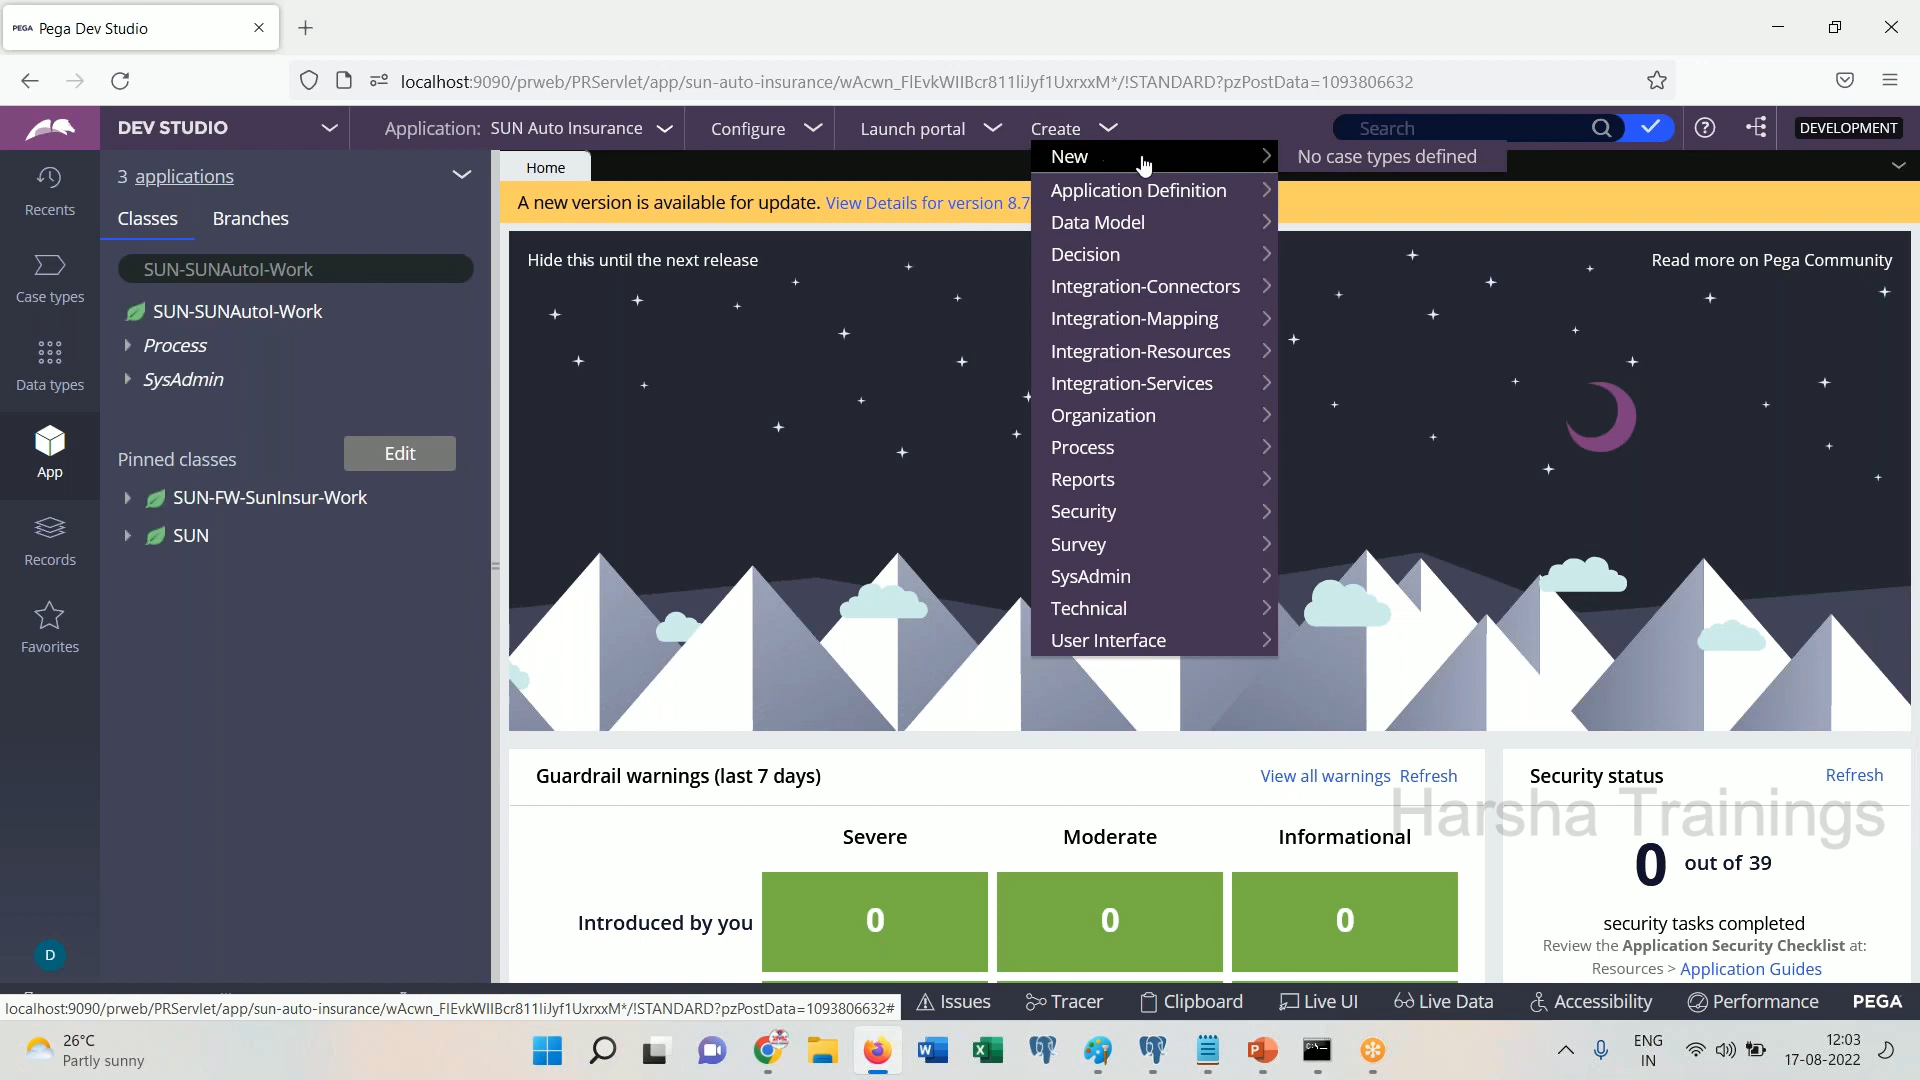 PEGA Pega Dev Studio
localhost:9090/prweb/PRServlet/app/sun-auto-insurance/wAcwn_FlEvkWIIBcr811liJyf1UxrxxM*/!STANDARD?pzPostData=1093806632
DEV STUDIO
Application: SUN Auto Insurance
Configure
Launch portal
Create
Search
DEVELOPMENT
Recents
Case types
Data types
App
Records
Favorites
D
3 applications
Classes Branches
SUN-SUNAutoI-Work
SUN-SUNAutoI-Work
Process
SysAdmin
Pinned classes Edit
SUN-FW-SunInsur-Work
SUN
Home
A new version is available for update. View Details for version 8.7
Hide this until the next release
Read more on Pega Community
New
No case types defined
Application Definition
Data Model
Decision
Integration-Connectors
Integration-Mapping
Integration-Resources
Integration-Services
Organization
Process
Reports
Security
Survey
SysAdmin
Technical
User Interface
Guardrail warnings (last 7 days) View all warnings Refresh
Severe Moderate Informational
Introduced by you 0 0 0
Security status Refresh
Harsha Trainings
0 out of 39
security tasks completed
Review the Application Security Checklist at:
Resources > Application Guides
localhost:9090/prweb/PRServlet/app/sun-auto-insurance/wAcwn_FlEvkWIIBcr811liJyf1UxrxxM*/!STANDARD?pzPostData=1093806632#
Issues Tracer Clipboard Live UI Live Data Accessibility Performance PEGA
26°C
Partly sunny
ENG
IN
12:03
17-08-2022